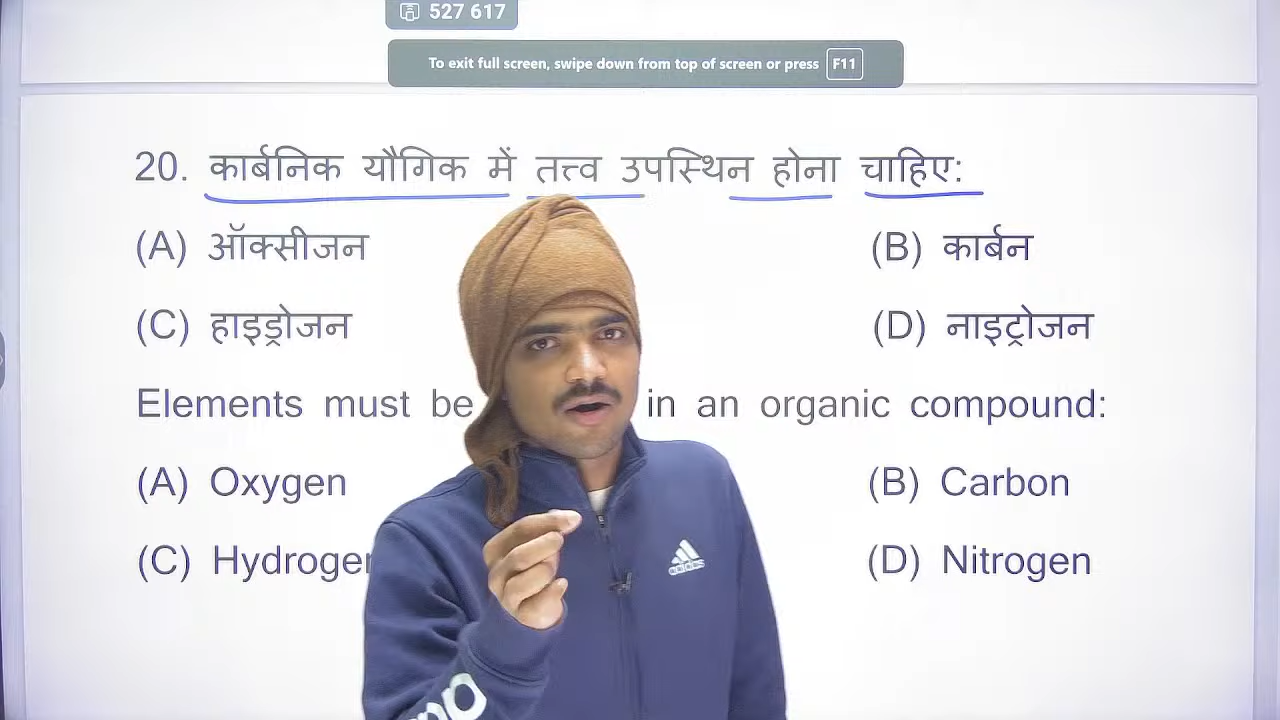 527 617
To exit full screen, swipe down from top of screen or press F11
20. कार्बनिक यौगिक में तत्त्व उपस्थिन होना चाहिए:
(A) ऑक्सीजन (B) कार्बन
(C) हाइड्रोजन (D) नाइट्रोजन
Elements must be in an organic compound:
(A) Oxygen (B) Carbon
(C) Hydrogen (D) Nitrogen
adidas